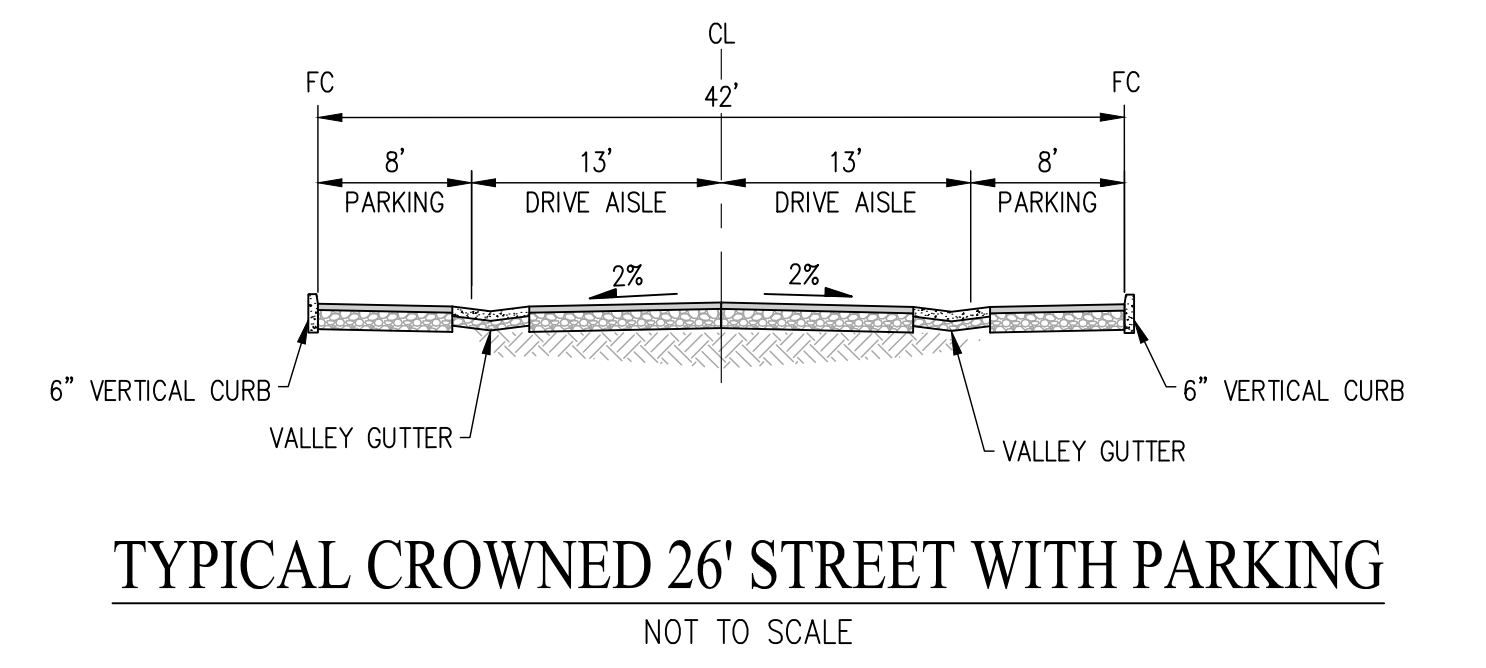 CL
FC
FC
42'
8'
13'
13'
8'
PARKING
DRIVE AISLE
DRIVE AISLE
PARKING
2%
2%
6" VERTICAL CURB
6" VERTICAL CURB
VALLEY GUTTER
VALLEY GUTTER
TYPICAL CROWNED 26' STREET WITH PARKING
NOT TO SCALE